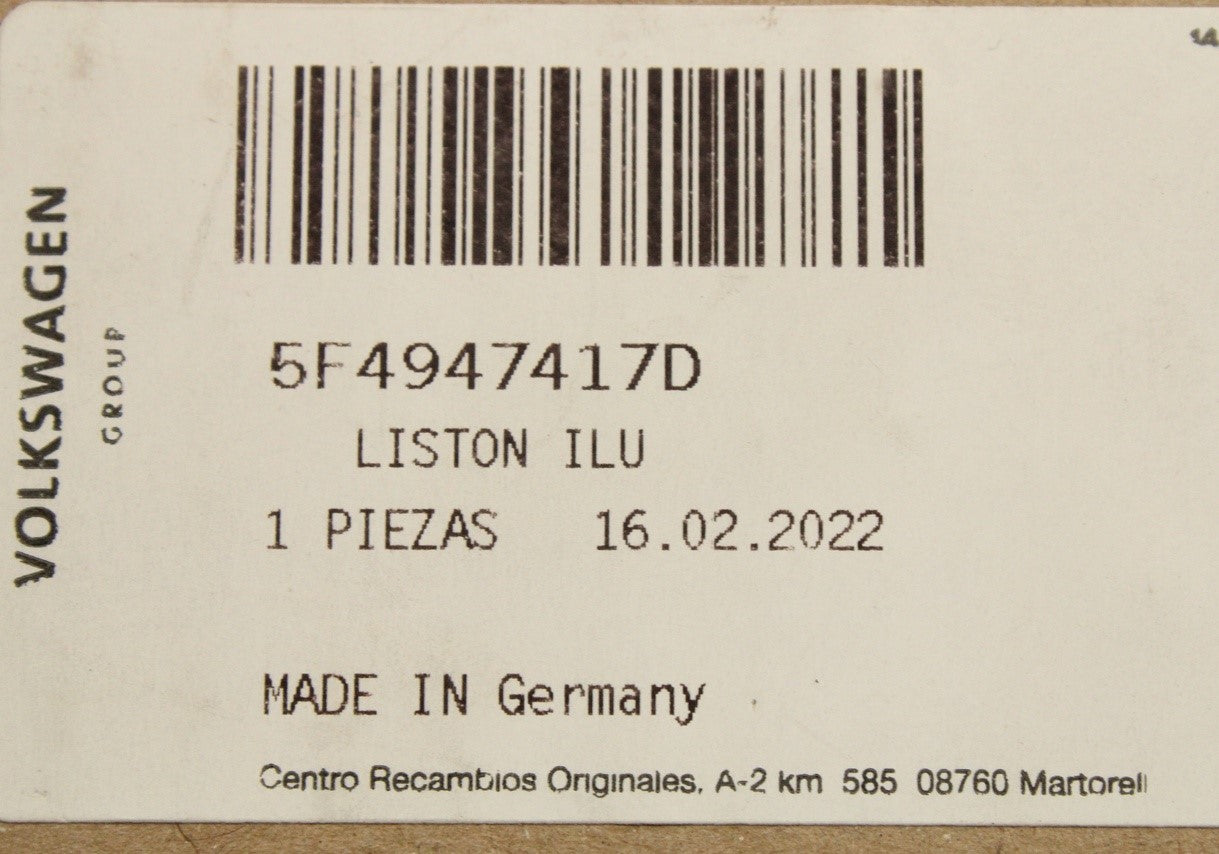 VOLKSWAGEN
GROUP
5F4947417D
LISTON ILU
1 PIEZAS 16.02.2022
MADE IN Germany
Centro Recambios Originales, A-2 km 585 08760 Martorell